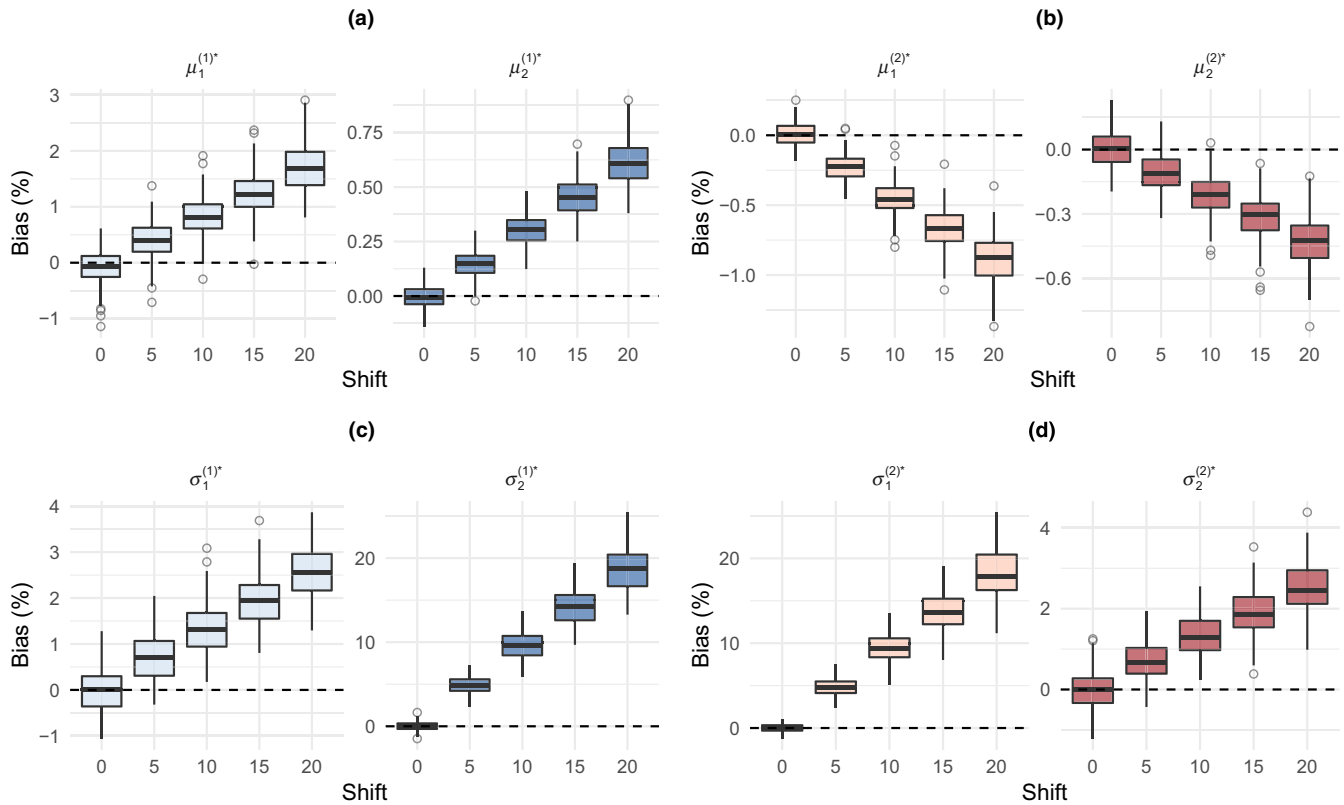 (a)
μ₁⁽¹⁾* μ₂⁽¹⁾*
Bias (%)
3
2
1
0
−1
0 5 10 15 20
0.75
0.50
0.25
0.00
0 5 10 15 20
Shift
(b)
μ₁⁽²⁾* μ₂⁽²⁾*
Bias (%)
0.0
−0.5
−1.0
0 5 10 15 20
0.0
−0.3
−0.6
0 5 10 15 20
Shift
(c)
σ₁⁽¹⁾* σ₂⁽¹⁾*
Bias (%)
4
3
2
1
0
−1
0 5 10 15 20
20
10
0
0 5 10 15 20
Shift
(d)
σ₁⁽²⁾* σ₂⁽²⁾*
Bias (%)
20
10
0
0 5 10 15 20
4
2
0
0 5 10 15 20
Shift